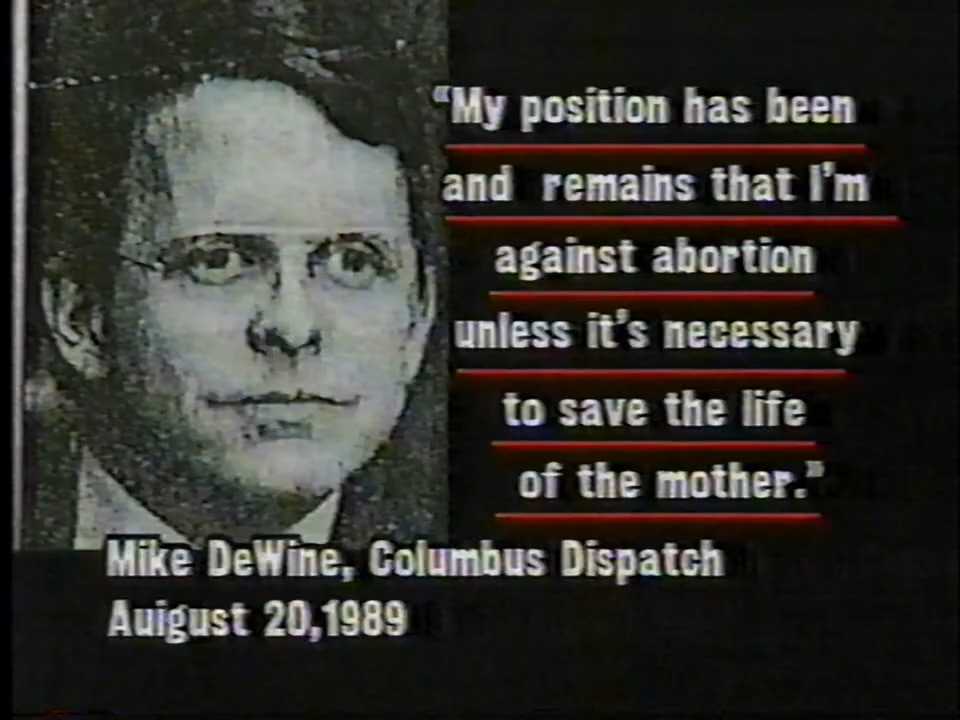 “My position has been
and remains that I’m
against abortion
unless it’s necessary
to save the life
of the mother.”
Mike DeWine, Columbus Dispatch
Auigust 20,1989